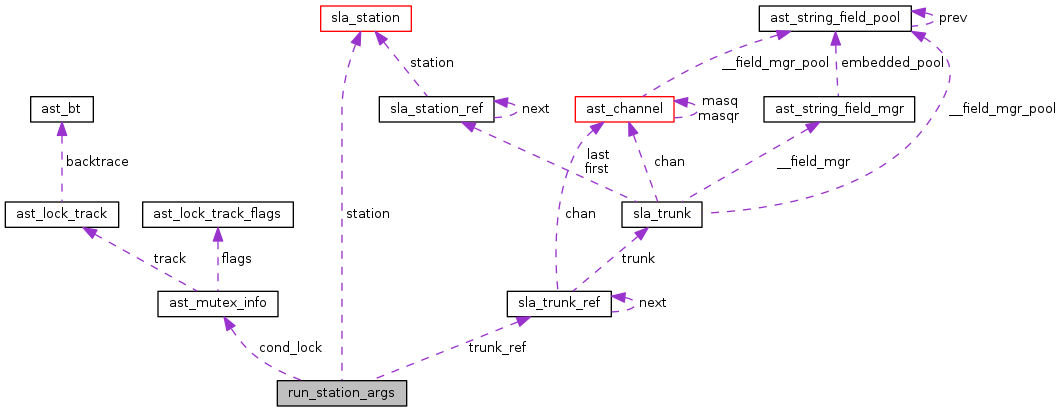 sla_station
ast_string_field_pool
prev
station
__field_mgr_pool
embedded_pool
ast_bt
sla_station_ref
next
ast_channel
masq
masqr
ast_string_field_mgr
__field_mgr_pool
backtrace
last
first
chan
__field_mgr
ast_lock_track
ast_lock_track_flags
station
chan
sla_trunk
track
flags
trunk
ast_mutex_info
sla_trunk_ref
next
cond_lock
trunk_ref
run_station_args